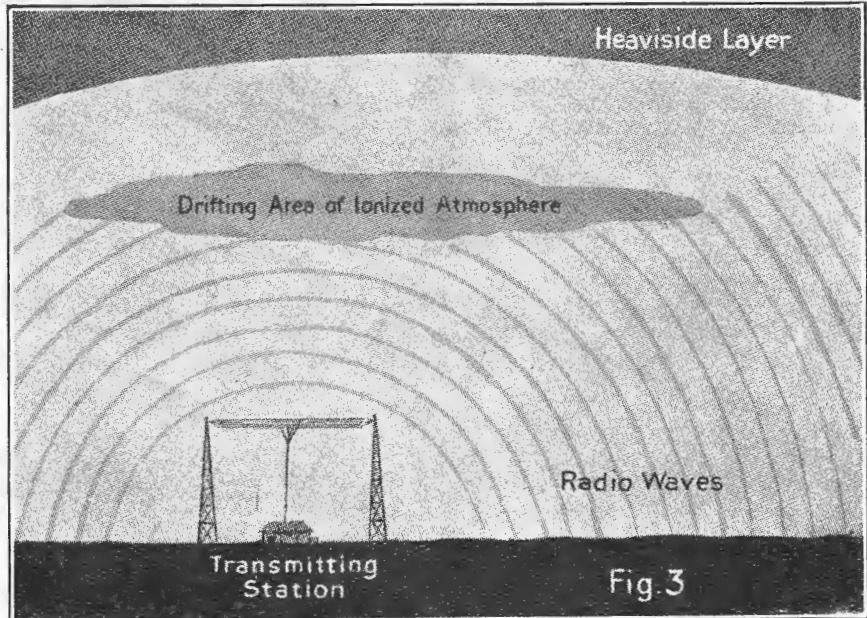 Heaviside Layer
Drifting Area of Ionized Atmosphere
Radio Waves
Transmitting
Station
Fig.3